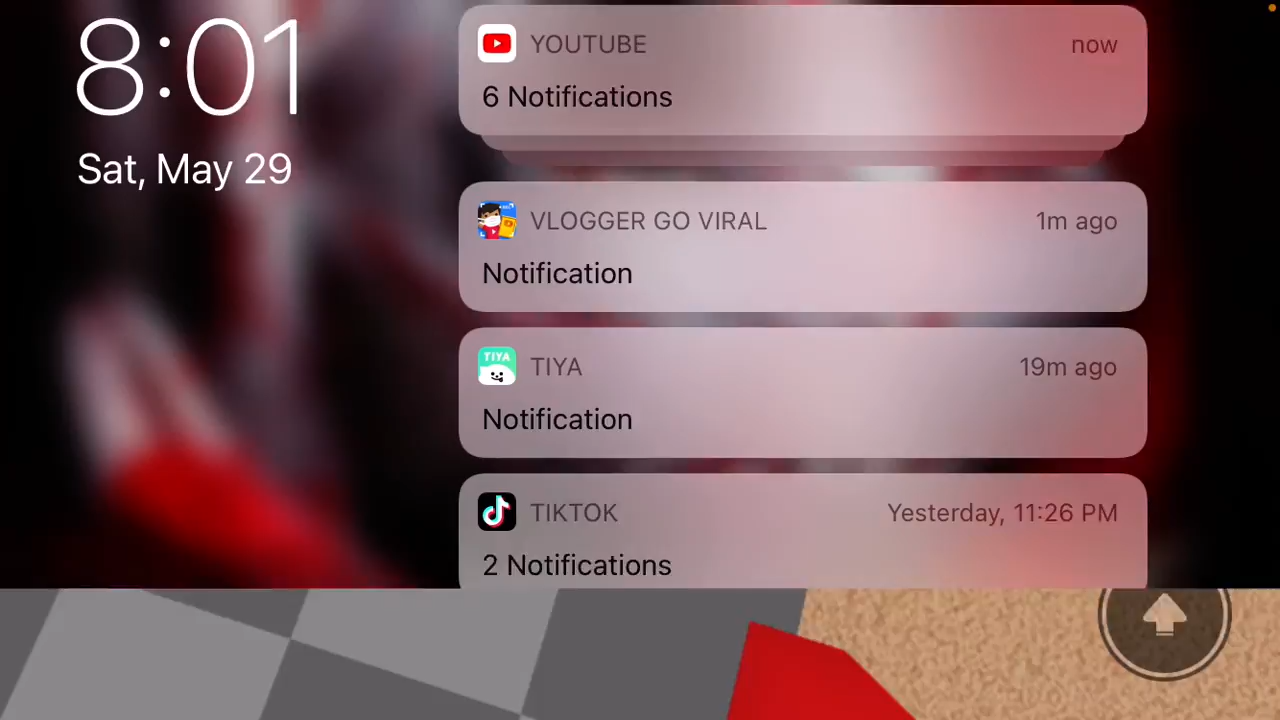 8:01
Sat, May 29
YOUTUBE
now
6 Notifications
VLOGGER GO VIRAL
1m ago
Notification
TIYA
TIYA
19m ago
Notification
TIKTOK
Yesterday, 11:26 PM
2 Notifications